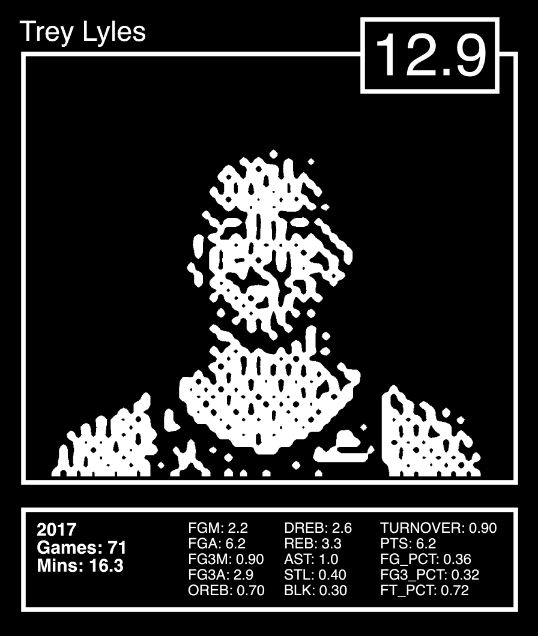 Trey Lyles
12.9
2017
Games: 71
Mins: 16.3
FGM: 2.2
FGA: 6.2
FG3M: 0.90
FG3A: 2.9
OREB: 0.70
DREB: 2.6
REB: 3.3
AST: 1.0
STL: 0.40
BLK: 0.30
TURNOVER: 0.90
PTS: 6.2
FG_PCT: 0.36
FG3_PCT: 0.32
FT_PCT: 0.72